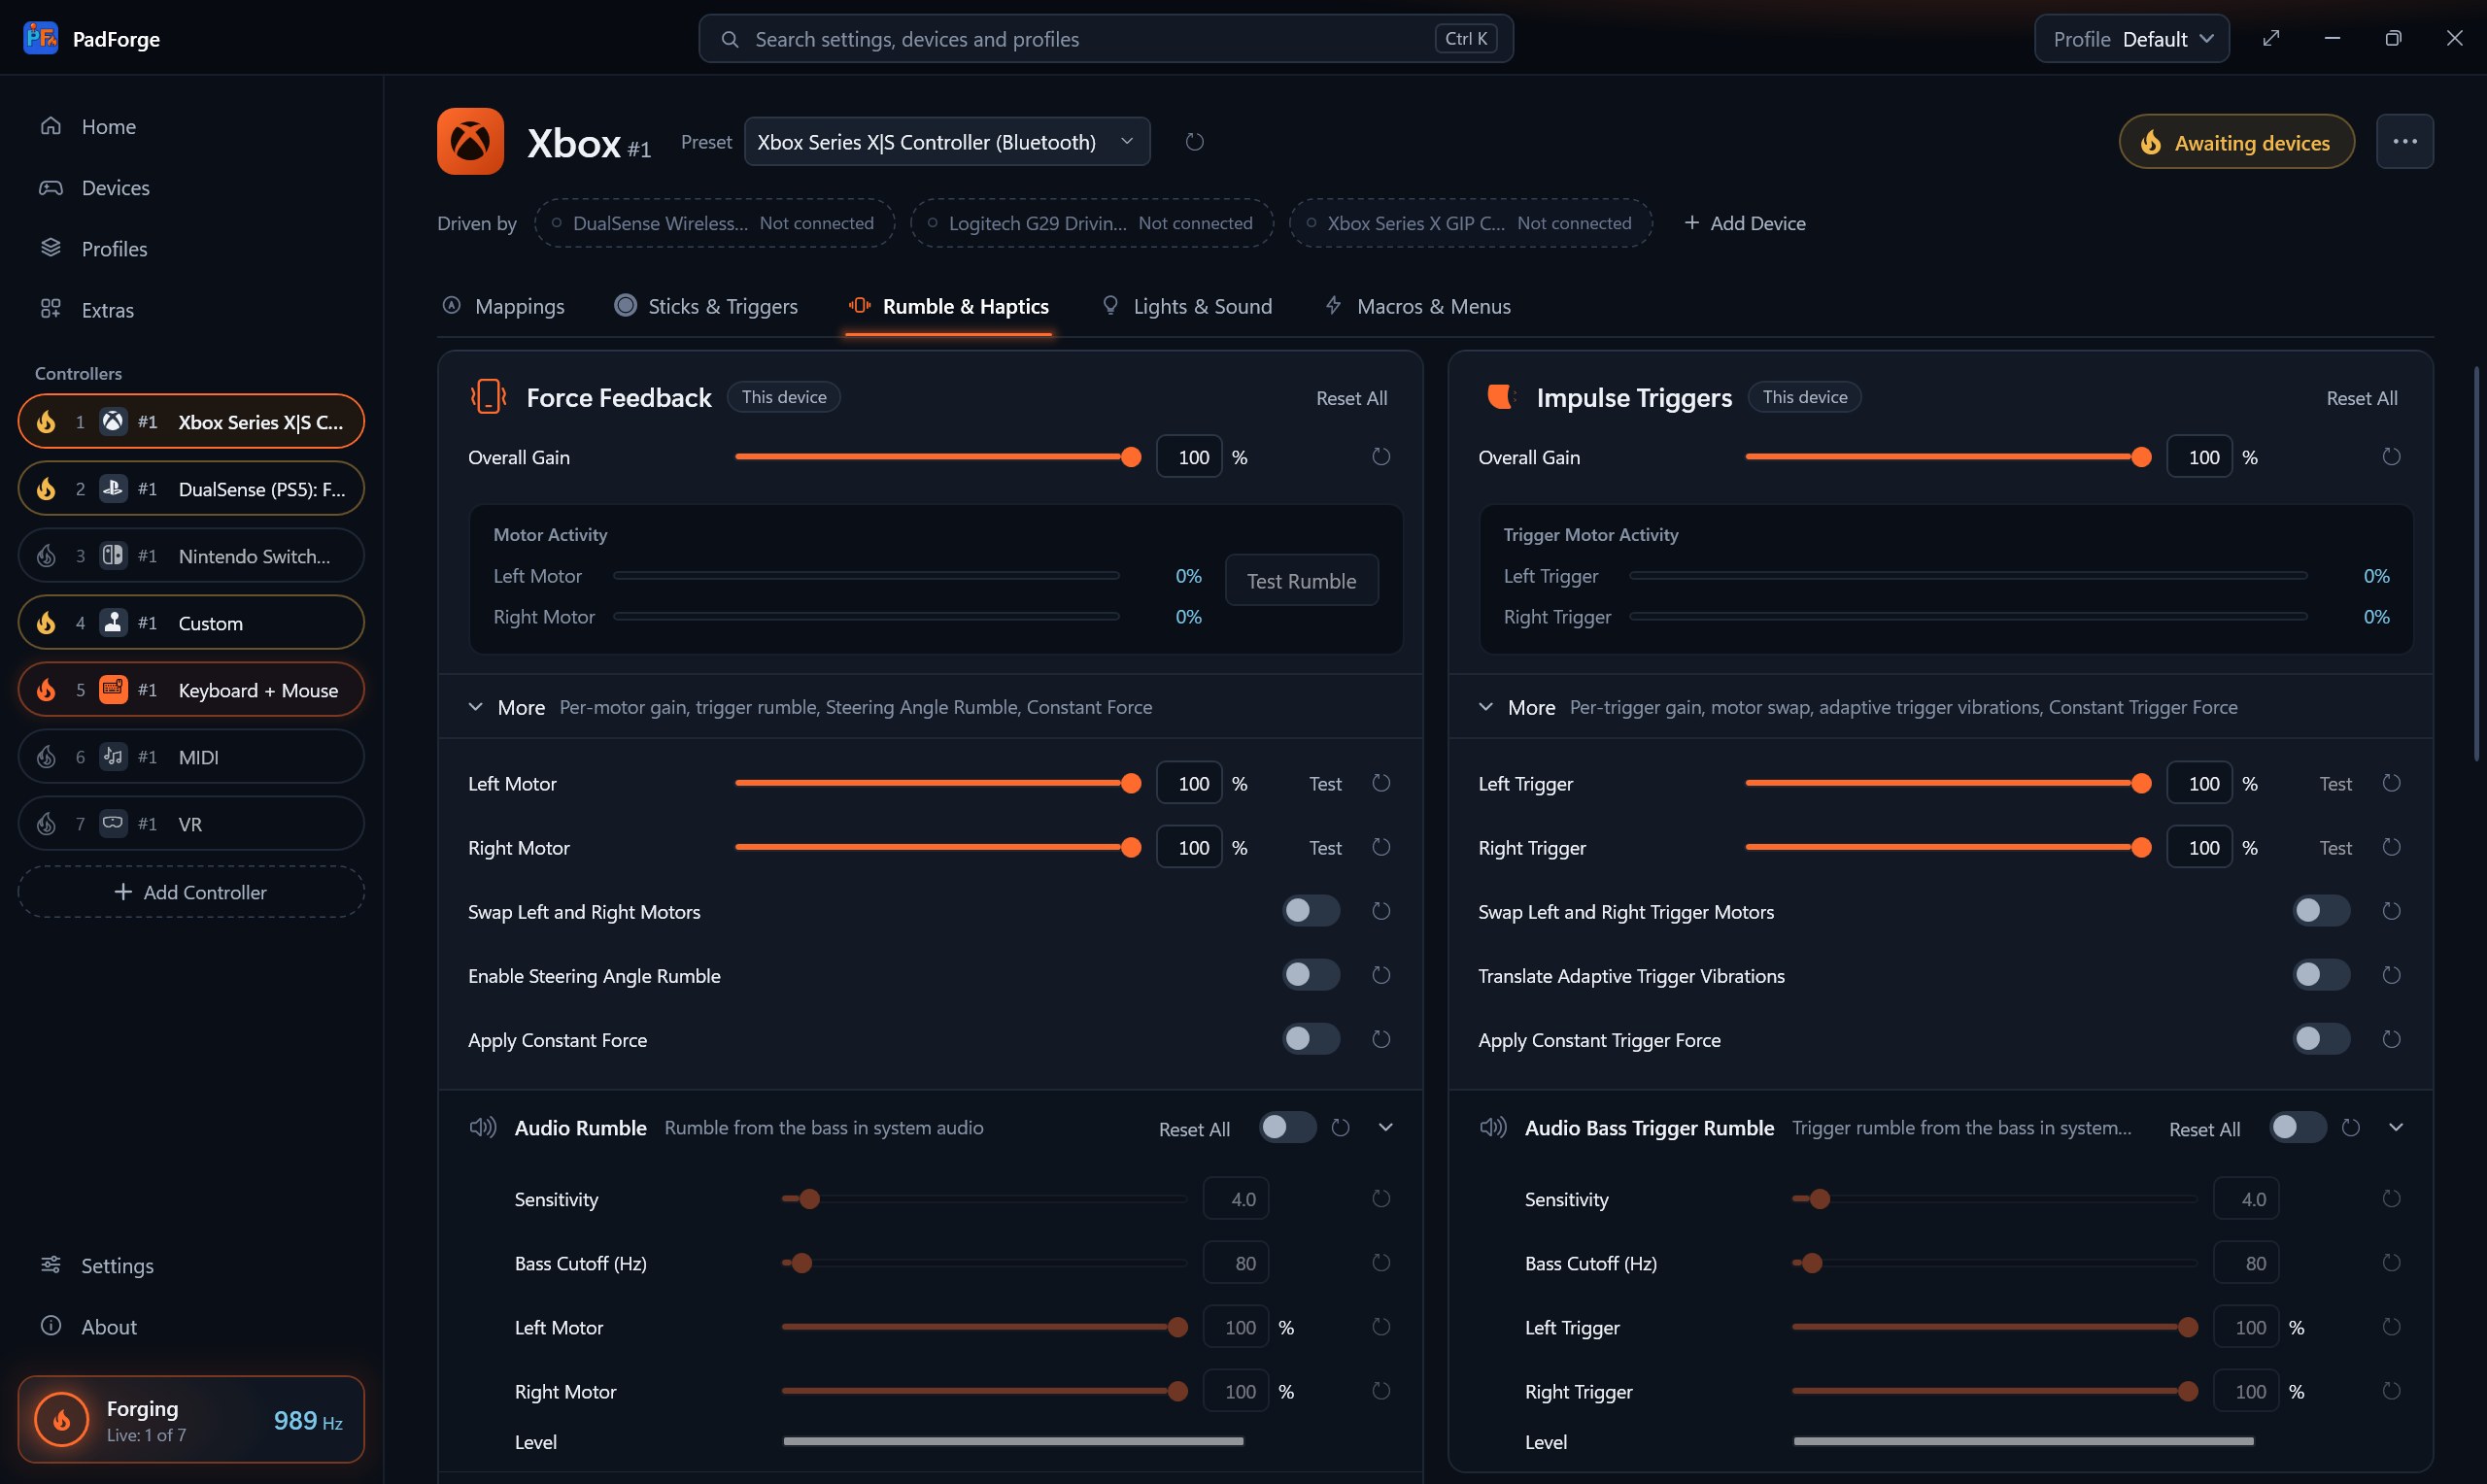 PadForge
Search settings, devices and profiles
Ctrl K
Profile Default
Home
Devices
Profiles
Extras
Controllers
1 #1 Xbox Series X|S C...
2 #1 DualSense (PS5): F...
3 #1 Nintendo Switch...
4 #1 Custom
5 #1 Keyboard + Mouse
6 #1 MIDI
7 #1 VR
+ Add Controller
Settings
About
Forging
Live: 1 of 7
989 Hz
Xbox #1
Preset
Xbox Series X|S Controller (Bluetooth)
Awaiting devices
...
Driven by
DualSense Wireless... Not connected
Logitech G29 Drivin... Not connected
Xbox Series X GIP C... Not connected
+ Add Device
Mappings
Sticks & Triggers
Rumble & Haptics
Lights & Sound
Macros & Menus
Force Feedback
This device
Reset All
Overall Gain
100 %
Motor Activity
Left Motor 0%
Right Motor 0%
Test Rumble
More Per-motor gain, trigger rumble, Steering Angle Rumble, Constant Force
Left Motor 100 % Test
Right Motor 100 % Test
Swap Left and Right Motors
Enable Steering Angle Rumble
Apply Constant Force
Audio Rumble Rumble from the bass in system audio Reset All
Sensitivity 4.0
Bass Cutoff (Hz) 80
Left Motor 100 %
Right Motor 100 %
Level
Impulse Triggers
This device
Reset All
Overall Gain
100 %
Trigger Motor Activity
Left Trigger 0%
Right Trigger 0%
More Per-trigger gain, motor swap, adaptive trigger vibrations, Constant Trigger Force
Left Trigger 100 % Test
Right Trigger 100 % Test
Swap Left and Right Trigger Motors
Translate Adaptive Trigger Vibrations
Apply Constant Trigger Force
Audio Bass Trigger Rumble Trigger rumble from the bass in system... Reset All
Sensitivity 4.0
Bass Cutoff (Hz) 80
Left Trigger 100 %
Right Trigger 100 %
Level